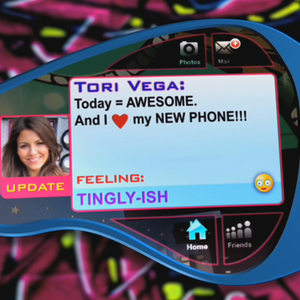 Photos
Mail
TORI VEGA:
Today = AWESOME.
And I ❤️ my NEW PHONE!!!
UPDATE
FEELING:
TINGLY-ISH
Home
Friends